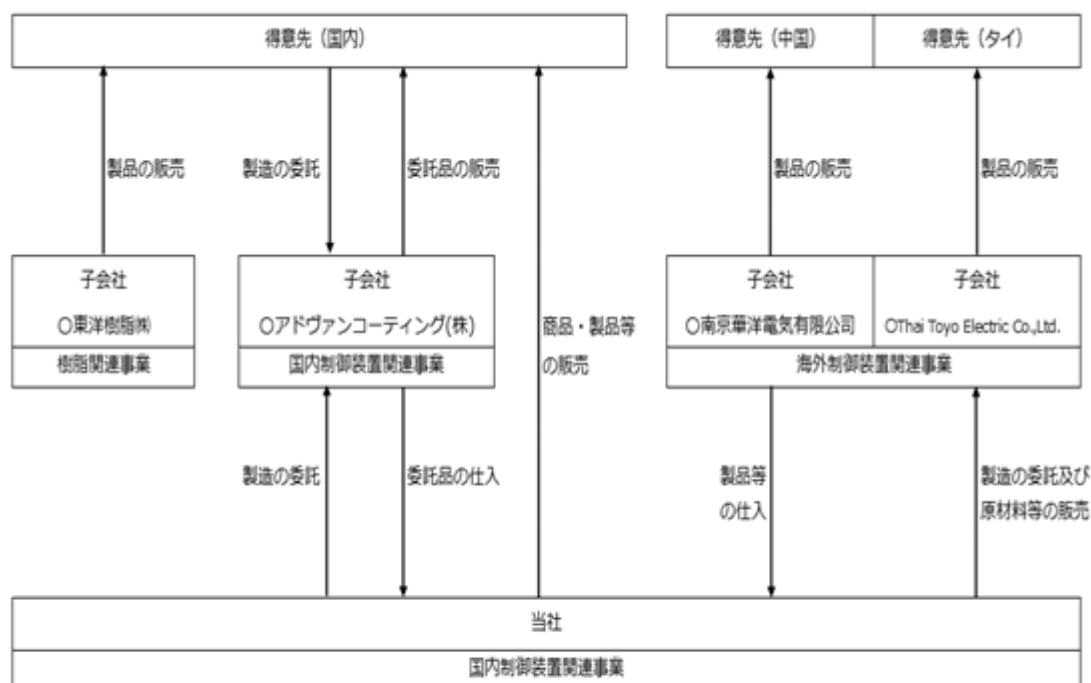 得意先（国内）
得意先（中国）
得意先（タイ）
製品の販売
製造の委託
委託品の販売
製品の販売
製品の販売
子会社
○東洋樹脂㈱
樹脂関連事業
子会社
○アドヴァンコーティング(株)
国内制御装置関連事業
商品・製品等
の販売
子会社
○南京華洋電気有限公司
子会社
○Thai Toyo Electric Co.,Ltd.
海外制御装置関連事業
製造の委託
委託品の仕入
製品等
の仕入
製造の委託及び
原材料等の販売
当社
国内制御装置関連事業